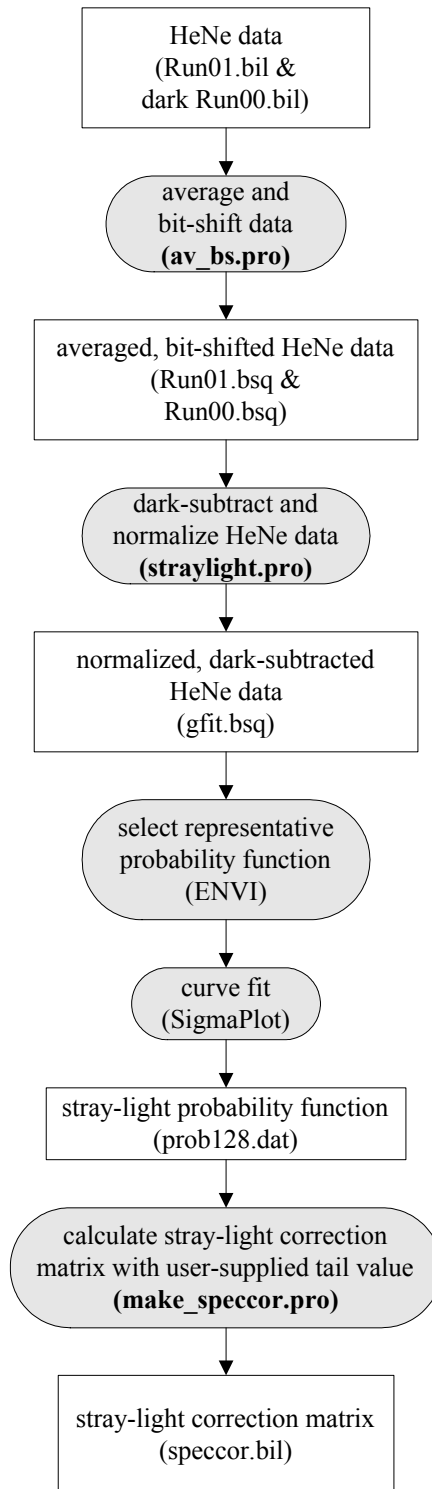 HeNe data
(Run01.bil &
dark Run00.bil)
average and
bit-shift data
(av_bs.pro)
averaged, bit-shifted HeNe data
(Run01.bsq &
Run00.bsq)
dark-subtract and
normalize HeNe data
(straylight.pro)
normalized, dark-subtracted
HeNe data
(gfit.bsq)
select representative
probability function
(ENVI)
curve fit
(SigmaPlot)
stray-light probability function
(prob128.dat)
calculate stray-light correction
matrix with user-supplied tail value
(make_speccor.pro)
stray-light correction matrix
(speccor.bil)